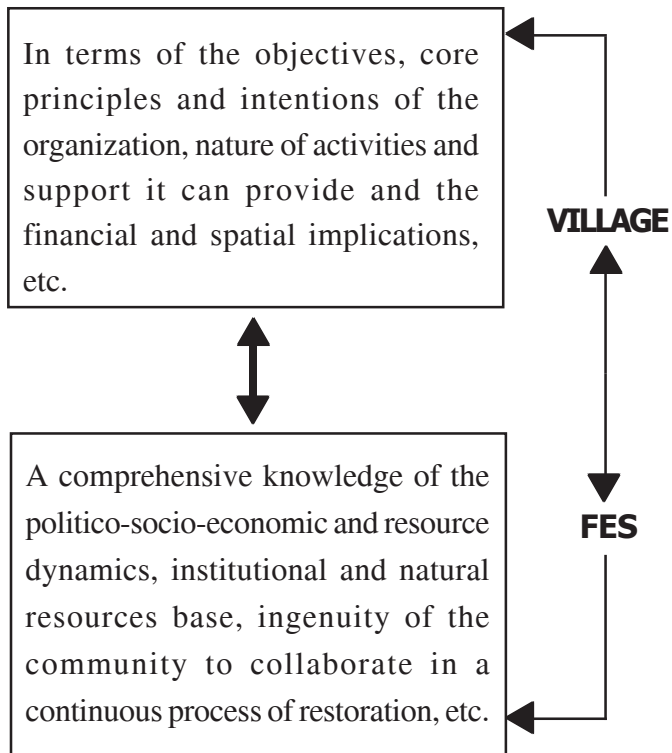 In terms of the objectives, core
principles and intentions of the
organization, nature of activities and
support it can provide and the
financial and spatial implications,
etc.
VILLAGE
A comprehensive knowledge of the
politico-socio-economic and resource
dynamics, institutional and natural
resources base, ingenuity of the
community to collaborate in a
continuous process of restoration, etc.
FES